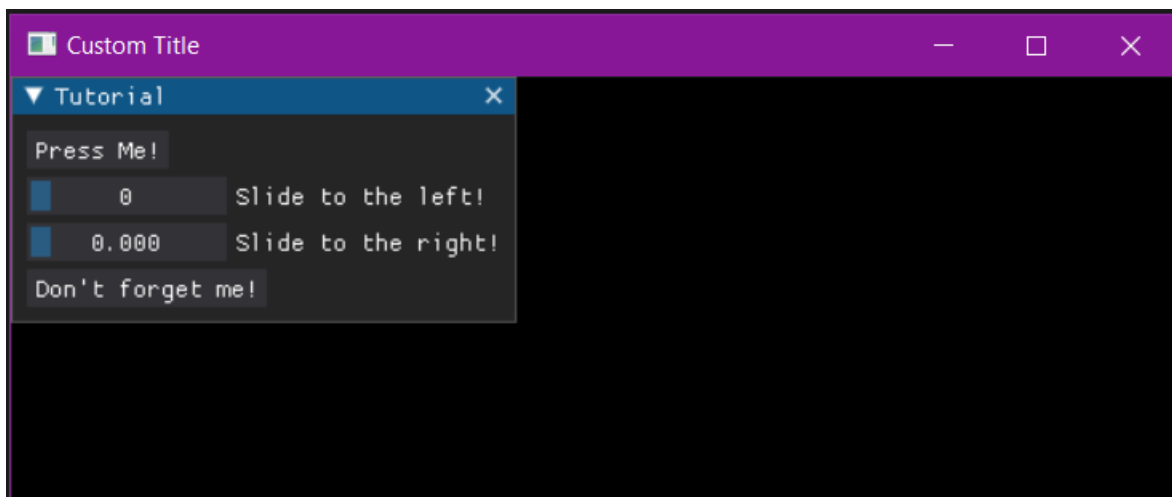 Custom Title
Tutorial
Press Me!
0 Slide to the left!
0.000 Slide to the right!
Don't forget me!